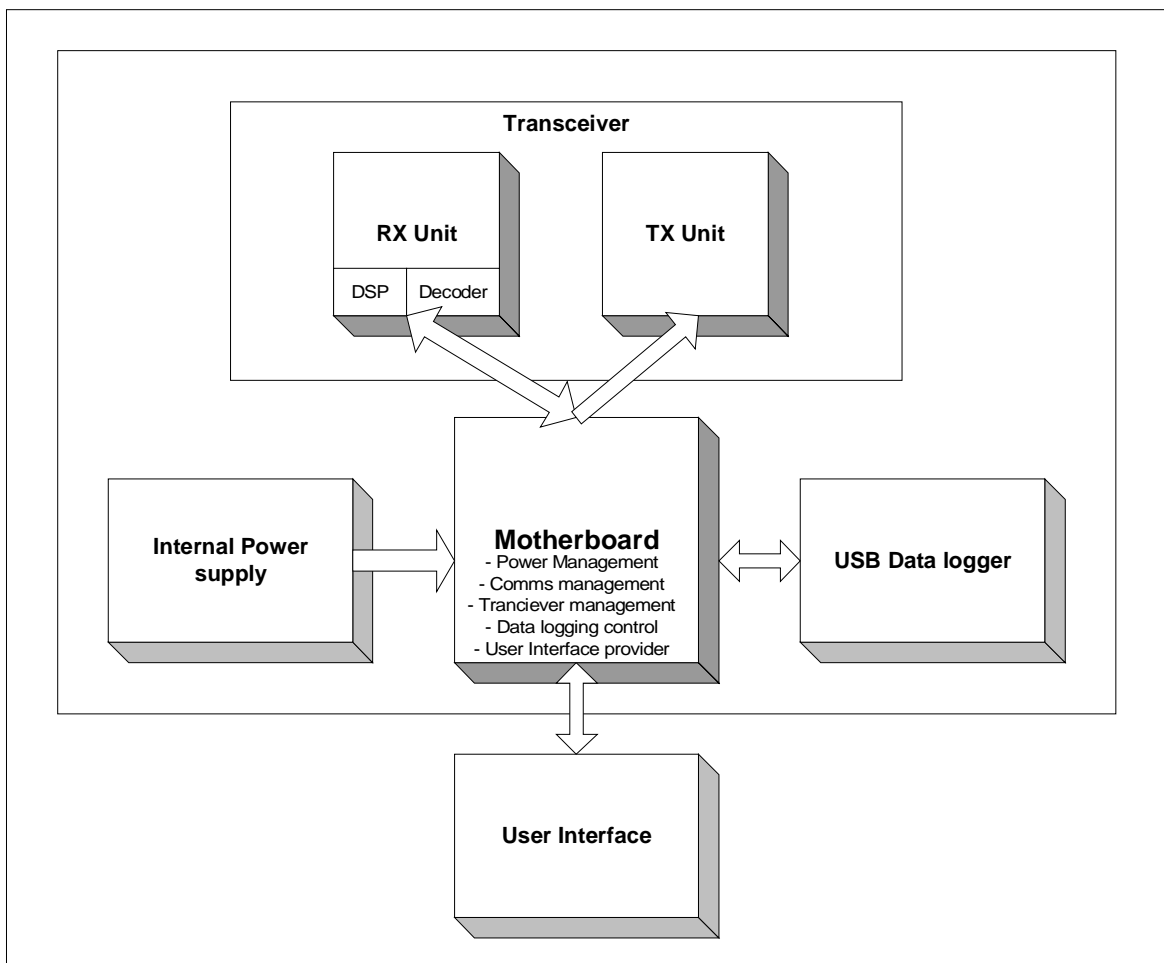 Transceiver
RX Unit
TX Unit
DSP
Decoder
Internal Power
supply
Motherboard
- Power Management
- Comms management
- Tranciever management
- Data logging control
- User Interface provider
USB Data logger
User Interface